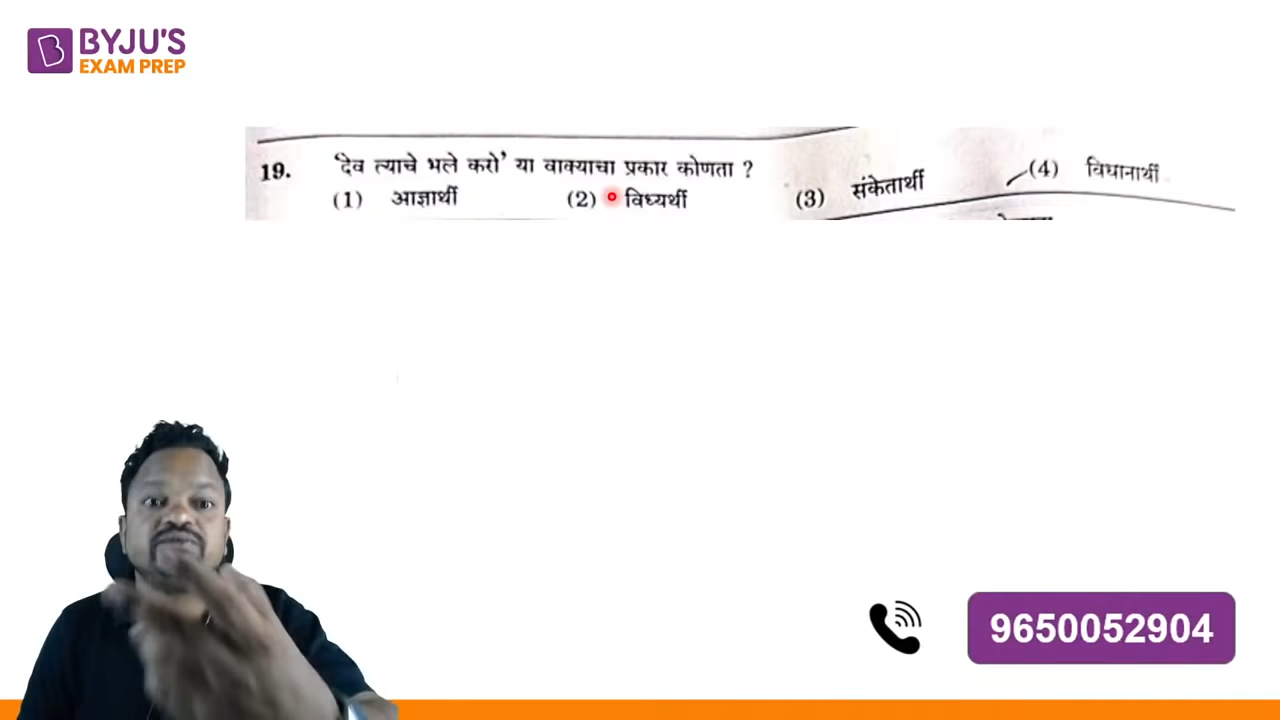 BYJU'S
EXAM PREP
19. 'देव त्याचे भले करो' या वाक्याचा प्रकार कोणता ?
(1) आज्ञार्थी (2) विध्यर्थी (3) संकेतार्थी (4) विधानार्थी
9650052904